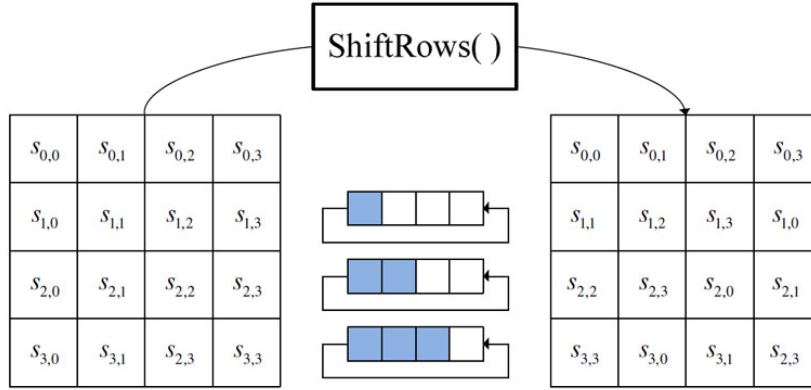 ShiftRows( )
s0,0 s0,1 s0,2 s0,3 s0,0 s0,1 s0,2 s0,3
s1,0 s1,1 s1,2 s1,3 s1,1 s1,2 s1,3 s1,0
s2,0 s2,1 s2,2 s2,3 s2,2 s2,3 s2,0 s2,1
s3,0 s3,1 s2,3 s3,3 s3,3 s3,0 s3,1 s2,3